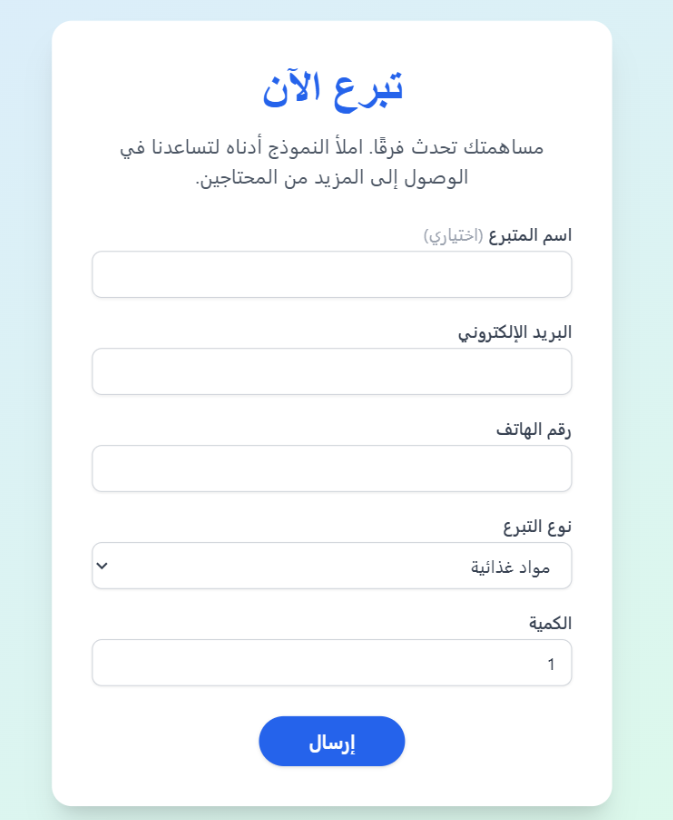 تبرع الآن
مساهمتك تحدث فرقًا. املأ النموذج أدناه لتساعدنا في
الوصول إلى المزيد من المحتاجين.
اسم المتبرع (اختياري)
البريد الإلكتروني
رقم الهاتف
نوع التبرع
مواد غذائية
الكمية
1
إرسال